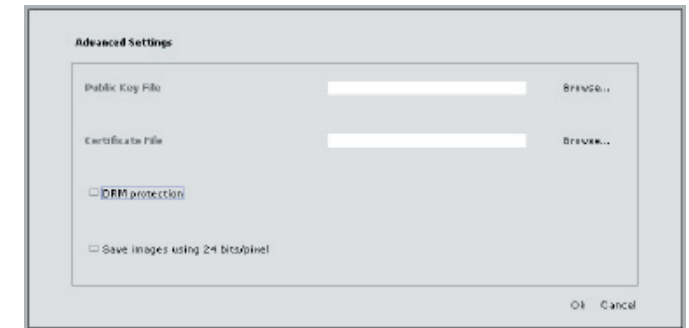 Advanced Settings
Public Key File Browse...
Certificate File Browse...
DRM protection
Save images using 24 bits/pixel
Ok Cancel